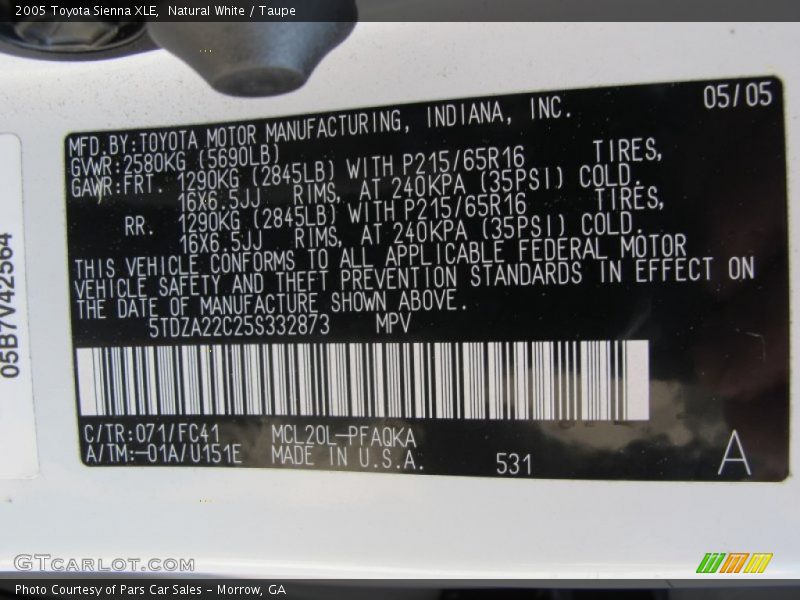 2005 Toyota Sienna XLE,  Natural White / Taupe
05/05
MFD.BY:TOYOTA MOTOR MANUFACTURING, INDIANA, INC.
GVWR:2580KG (5690LB)
GAWR:FRT. 1290KG (2845LB) WITH P215/65R16 TIRES,
16X6.5JJ RIMS, AT 240KPA (35PSI) COLD.
RR. 1290KG (2845LB) WITH P215/65R16 TIRES,
16X6.5JJ RIMS, AT 240KPA (35PSI) COLD.
THIS VEHICLE CONFORMS TO ALL APPLICABLE FEDERAL MOTOR
VEHICLE SAFETY AND THEFT PREVENTION STANDARDS IN EFFECT ON
THE DATE OF MANUFACTURE SHOWN ABOVE.
5TDZA22C25S332873 MPV
C/TR:071/FC41 MCL20L-PFAQKA
A/TM:-01A/U151E MADE IN U.S.A. 531 A
05B7V42564
GTCarLot.com
Photo Courtesy of Pars Car Sales - Morrow, GA